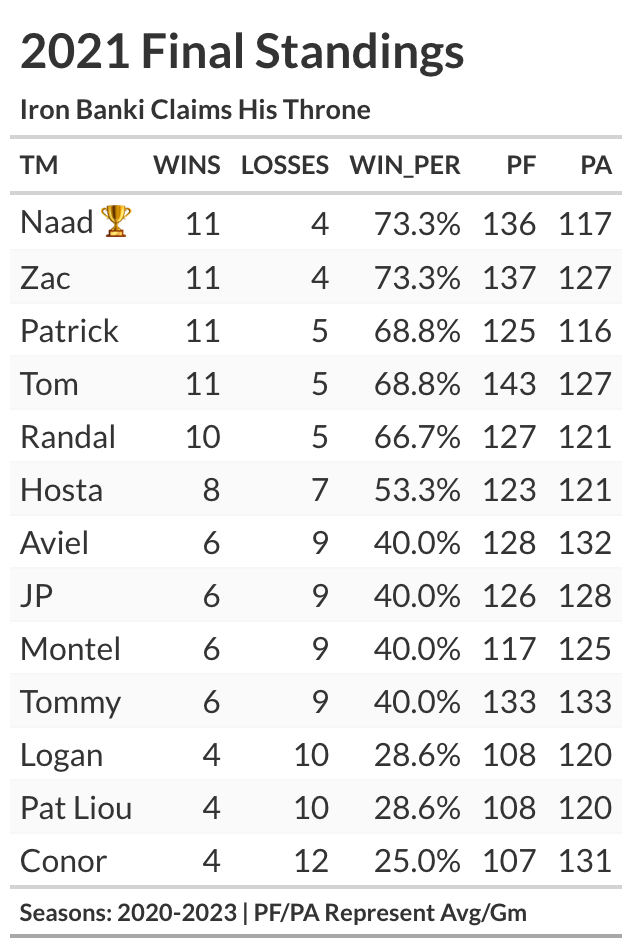 2021 Final Standings
Iron Banki Claims His Throne
TM WINS LOSSES WIN_PER PF PA
Naad 🏆 11 4 73.3% 136 117
Zac 11 4 73.3% 137 127
Patrick 11 5 68.8% 125 116
Tom 11 5 68.8% 143 127
Randal 10 5 66.7% 127 121
Hosta 8 7 53.3% 123 121
Aviel 6 9 40.0% 128 132
JP 6 9 40.0% 126 128
Montel 6 9 40.0% 117 125
Tommy 6 9 40.0% 133 133
Logan 4 10 28.6% 108 120
Pat Liou 4 10 28.6% 108 120
Conor 4 12 25.0% 107 131
Seasons: 2020-2023 | PF/PA Represent Avg/Gm